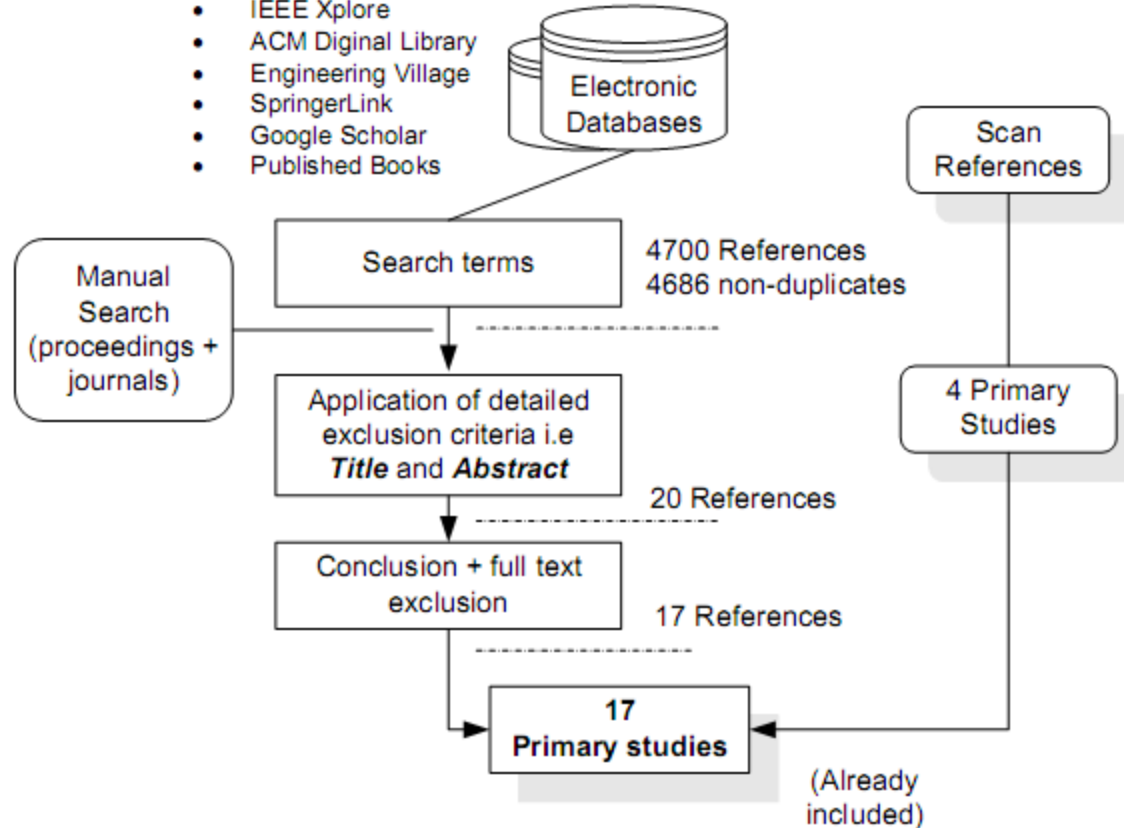 IEEE Xplore
ACM Diginal Library
Engineering Village
SpringerLink
Google Scholar
Published Books
Electronic
Databases
Scan
References
Search terms
4700 References
4686 non-duplicates
Manual
Search
(proceedings +
journals)
Application of detailed
exclusion criteria i.e
Title and Abstract
4 Primary
Studies
20 References
Conclusion + full text
exclusion
17 References
17
Primary studies
(Already
included)